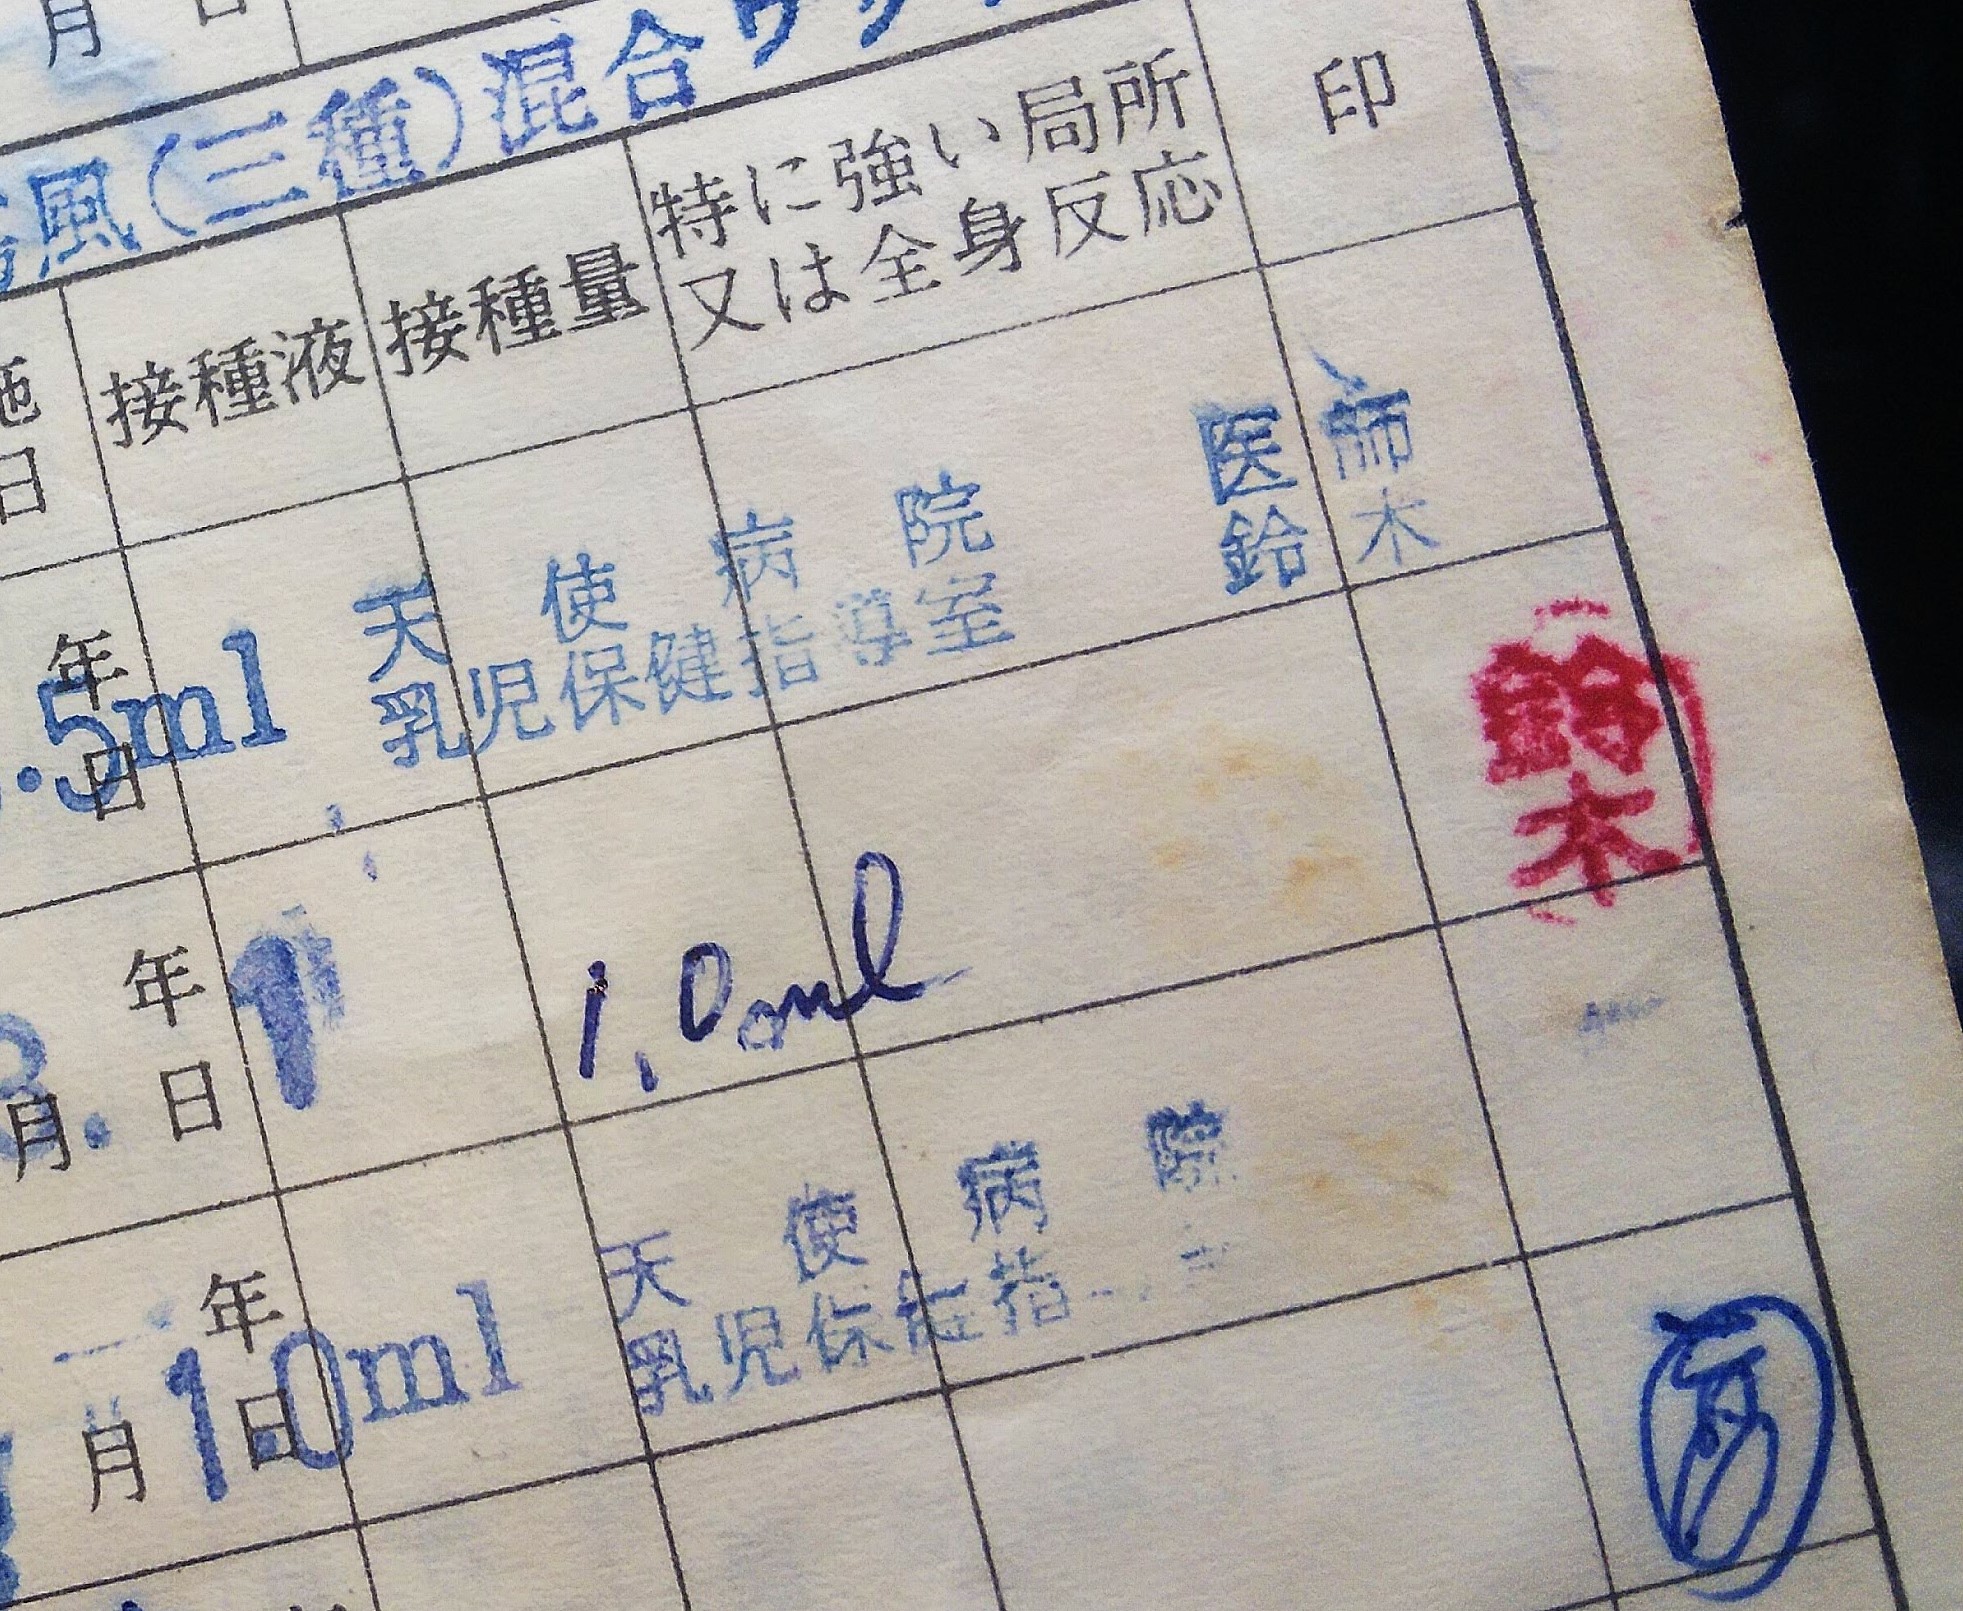 月 日
風(三種)混合ワク
接種液 接種量 特に強い局所又は全身反応 印
日
医師
天使病院 鈴木
年 乳児保健指導室
.5ml
日
鈴木
年 1 1.0ml
月 日
天使病院
年 乳児保健指
1.0ml
月 日